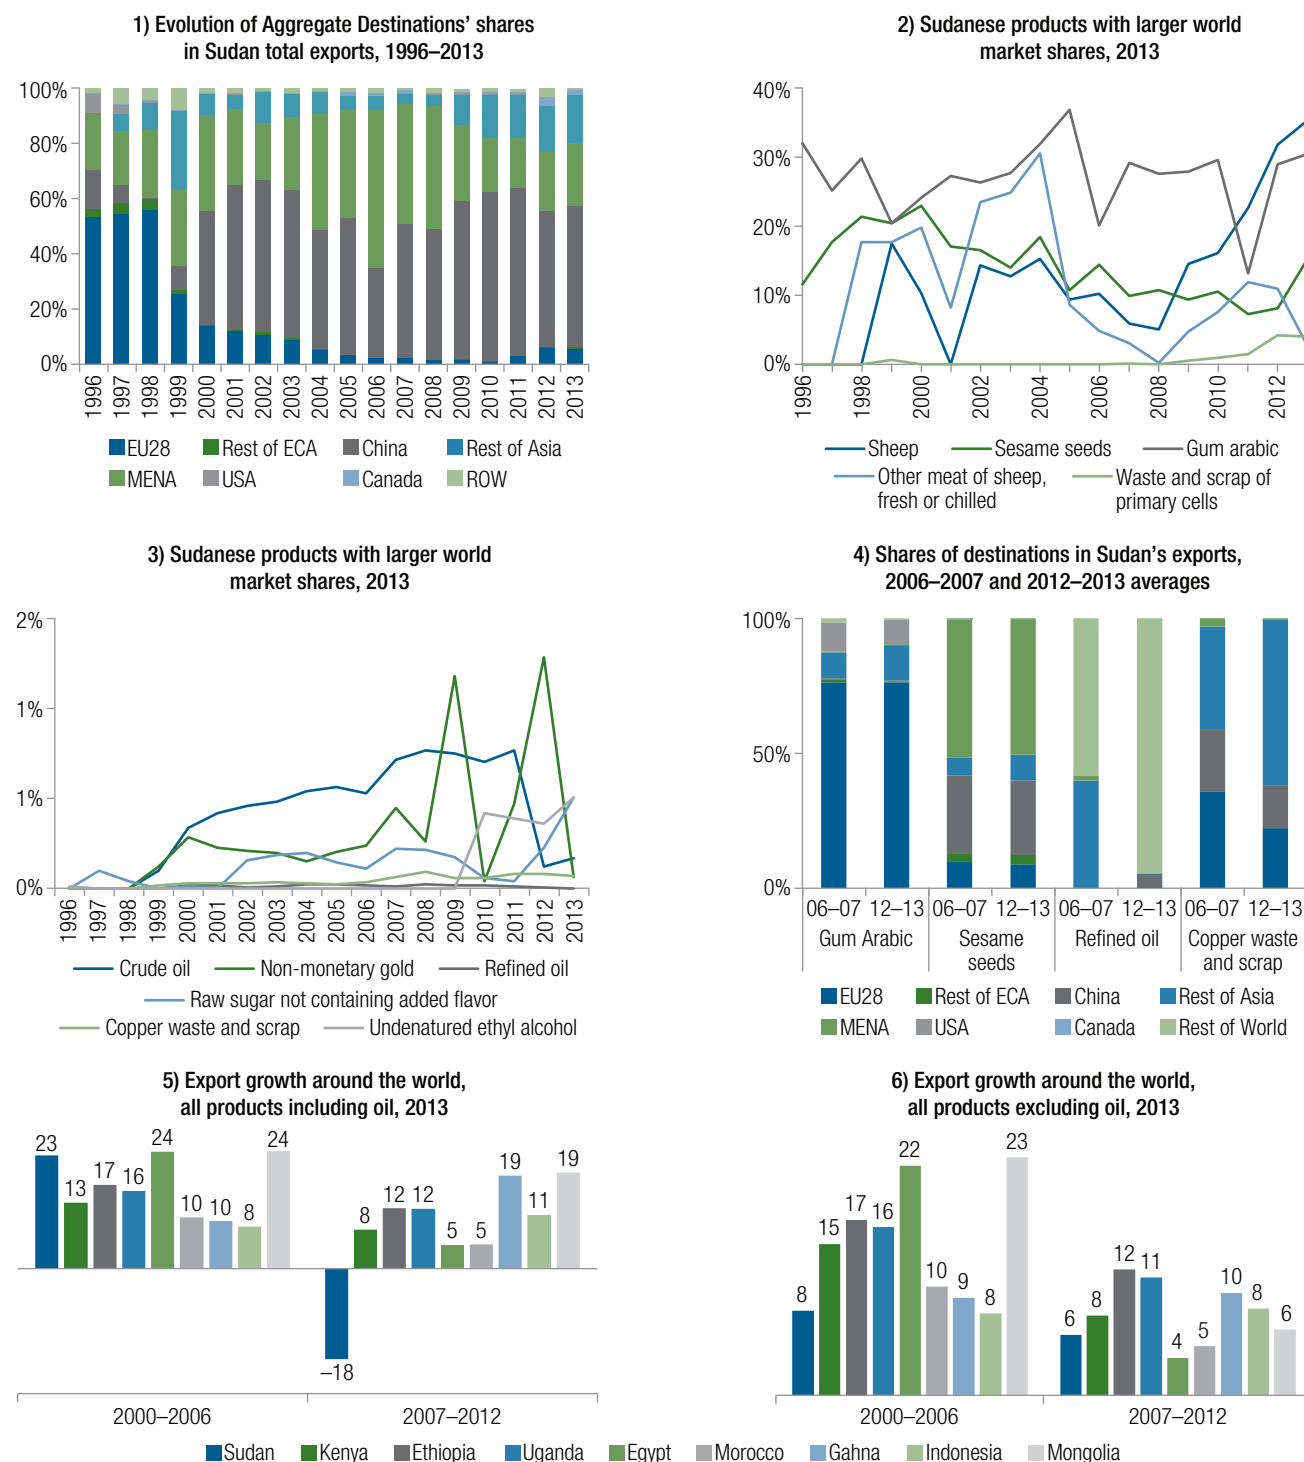 1) Evolution of Aggregate Destinations’ shares
in Sudan total exports, 1996–2013
100%
80%
60%
40%
20%
0%
1996 1997 1998 1999 2000 2001 2002 2003 2004 2005 2006 2007 2008 2009 2010 2011 2012 2013
EU28 Rest of ECA China Rest of Asia
MENA USA Canada ROW
2) Sudanese products with larger world
market shares, 2013
40%
30%
20%
10%
0%
1996 1998 2000 2002 2004 2006 2008 2010 2012
Sheep Sesame seeds Gum arabic
Other meat of sheep,
fresh or chilled
Waste and scrap of
primary cells
3) Sudanese products with larger world
market shares, 2013
2%
1%
1%
0%
1996 1997 1998 1999 2000 2001 2002 2003 2004 2005 2006 2007 2008 2009 2010 2011 2012 2013
Crude oil Non-monetary gold Refined oil
Raw sugar not containing added flavor
Copper waste and scrap Undenatured ethyl alcohol
4) Shares of destinations in Sudan’s exports,
2006–2007 and 2012–2013 averages
100%
50%
0%
06–07 12–13 06–07 12–13 06–07 12–13 06–07 12–13
Gum Arabic
Sesame
seeds
Refined oil
Copper waste
and scrap
EU28 Rest of ECA China Rest of Asia
MENA USA Canada Rest of World
5) Export growth around the world,
all products including oil, 2013
23 13 17 16 24 10 10 8 24
–18 8 12 12 5 5 19 11 19
2000–2006 2007–2012
6) Export growth around the world,
all products excluding oil, 2013
8 15 17 16 22 10 9 8 23
6 8 12 11 4 5 10 8 6
2000–2006 2007–2012
Sudan Kenya Ethiopia Uganda Egypt Morocco Gahna Indonesia Mongolia